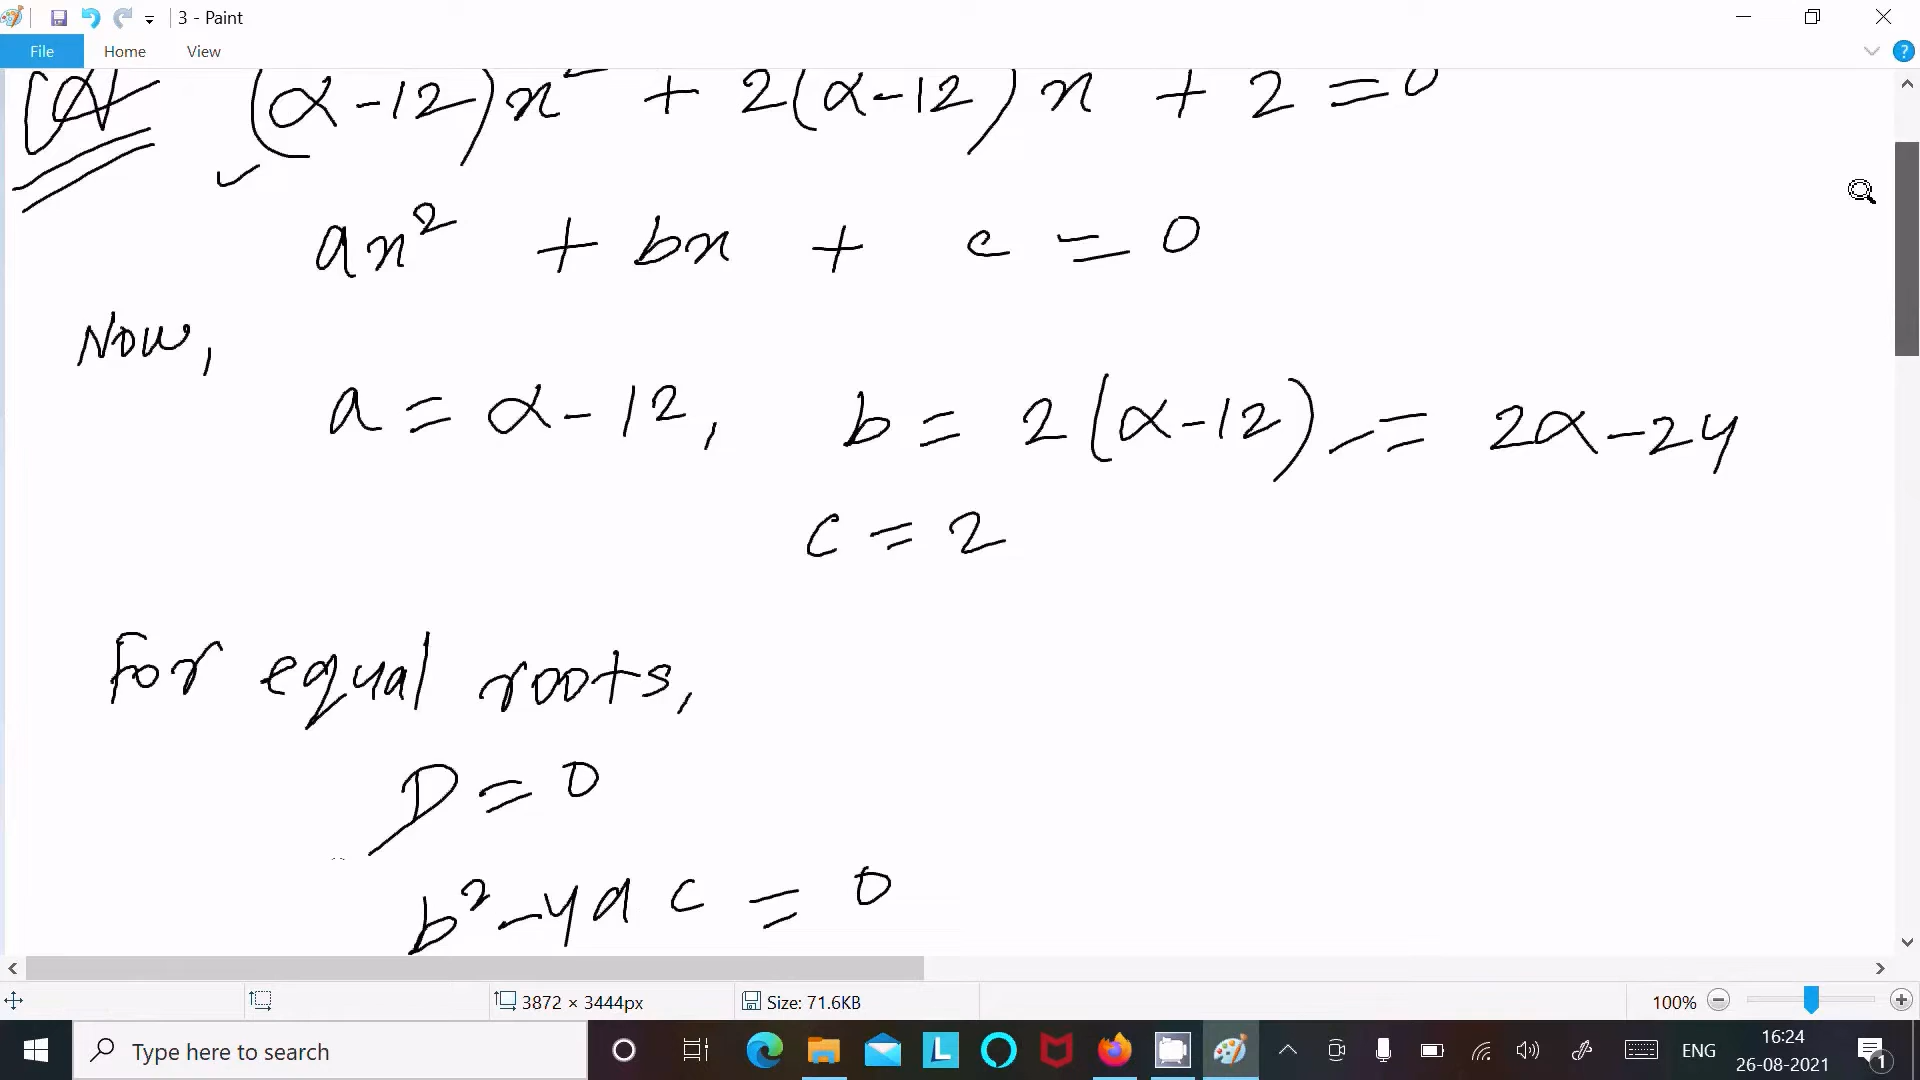 3 - Paint
File Home View
(α-12)x² + 2(α-12)x + 2 = 0
ax² + bx + c = 0
Now,
a = α-12, b = 2(α-12) = 2α-24
c = 2
For equal roots,
D = 0
b²-4ac = 0
3872 × 3444px Size: 71.6KB 100%
Type here to search
ENG
16:24
26-08-2021
1